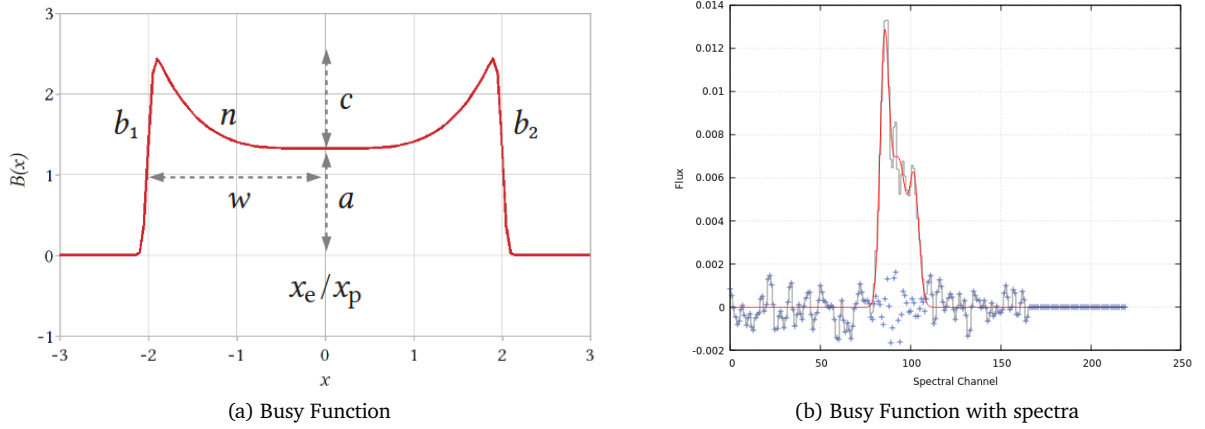 3
2
1
0
-1
-3
-2
-1
0
1
2
3
B(x)
x
b1
n
c
b2
w
a
xe/xp
(a) Busy Function
0.014
0.012
0.01
0.008
0.006
0.004
0.002
0
-0.002
0
50
100
150
200
250
Flux
Spectral Channel
(b) Busy Function with spectra